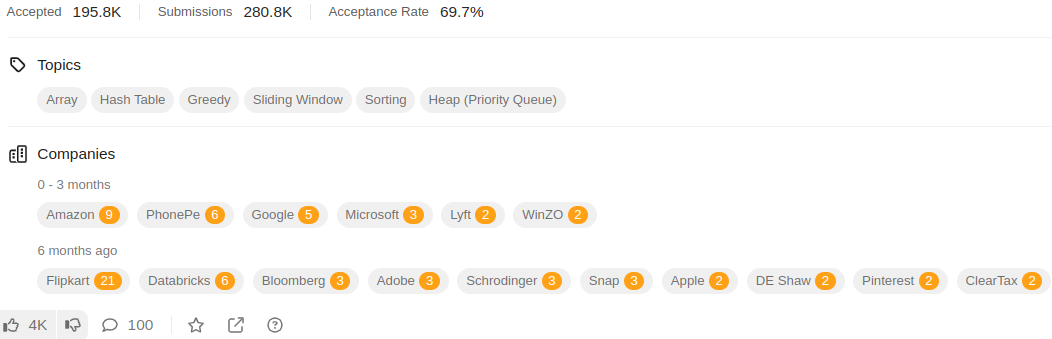 Accepted 195.8K Submissions 280.8K Acceptance Rate 69.7%
Topics
Array Hash Table Greedy Sliding Window Sorting Heap (Priority Queue)
Companies
0 - 3 months
Amazon 9 PhonePe 6 Google 5 Microsoft 3 Lyft 2 WinZO 2
6 months ago
Flipkart 21 Databricks 6 Bloomberg 3 Adobe 3 Schrodinger 3 Snap 3 Apple 2 DE Shaw 2 Pinterest 2 ClearTax 2
4K 100